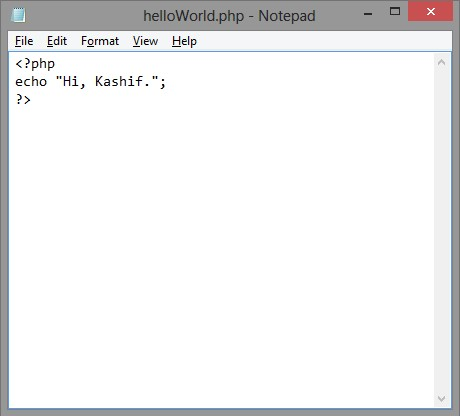 helloWorld.php - Notepad
File Edit Format View Help
<?php
echo "Hi, Kashif.";
?>